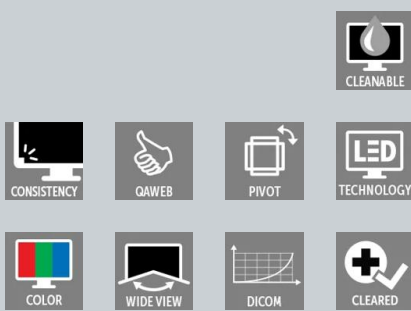 CLEANABLE
CONSISTENCY
QAWEB
PIVOT
LED
TECHNOLOGY
COLOR
WIDE VIEW
DICOM
CLEARED